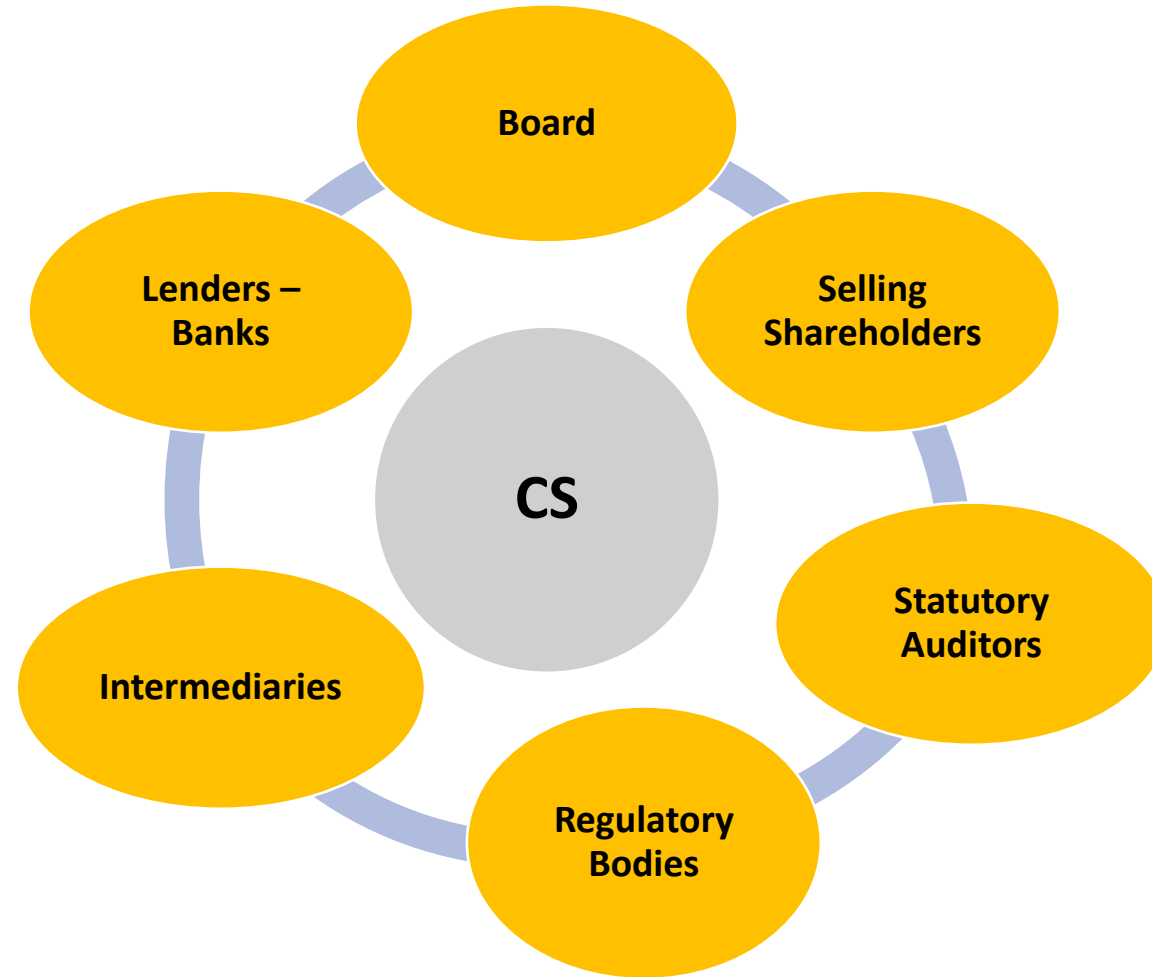 Board
Selling
Shareholders
Statutory
Auditors
Regulatory
Bodies
Intermediaries
Lenders –
Banks
CS